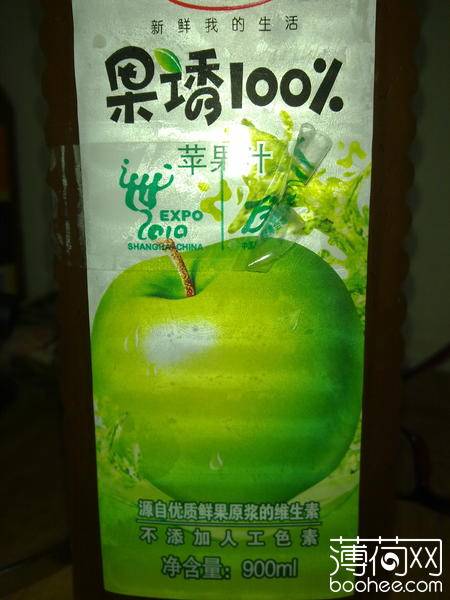 新鲜我的生活
果琇100%
苹果汁
EXPO
2010
SHANGHAI CHINA
源自优质鲜果原浆的维生素
不添加人工色素
净含量：900ml
薄荷网
boohee.com